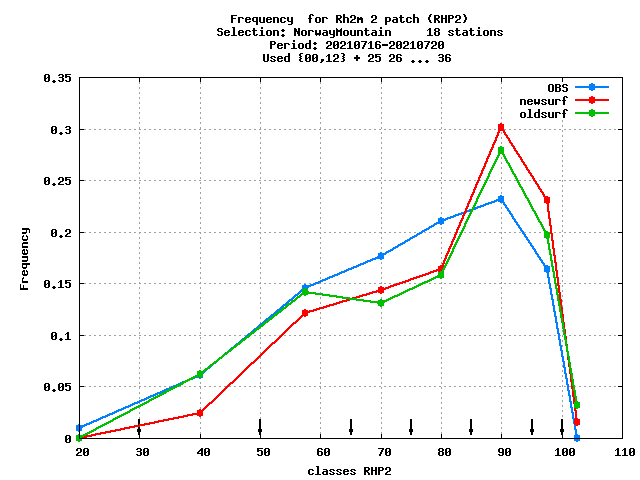 Frequency  for Rh2m 2 patch (RHP2)
Selection: NorwayMountain     18 stations
Period: 20210716-20210720
Used {00,12} + 25 26 ... 36
0.35
0.3
0.25
0.2
0.15
0.1
0.05
0
Frequency
OBS
newsurf
oldsurf
20 30 40 50 60 70 80 90 100 110
classes RHP2